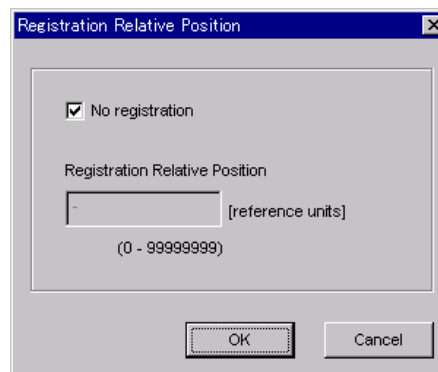 Registration Relative Position
No registration
Registration Relative Position
- [reference units]
(0 - 99999999)
OK Cancel